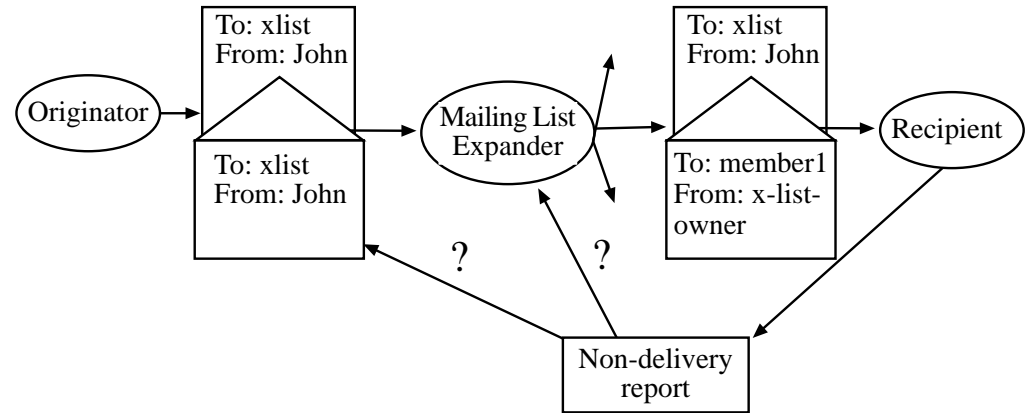 To: xlist
From: John
To: xlist
From: John
Originator
Mailing List
Expander
Recipient
To: xlist
From: John
To: member1
From: x-list-
owner
?
?
Non-delivery
report